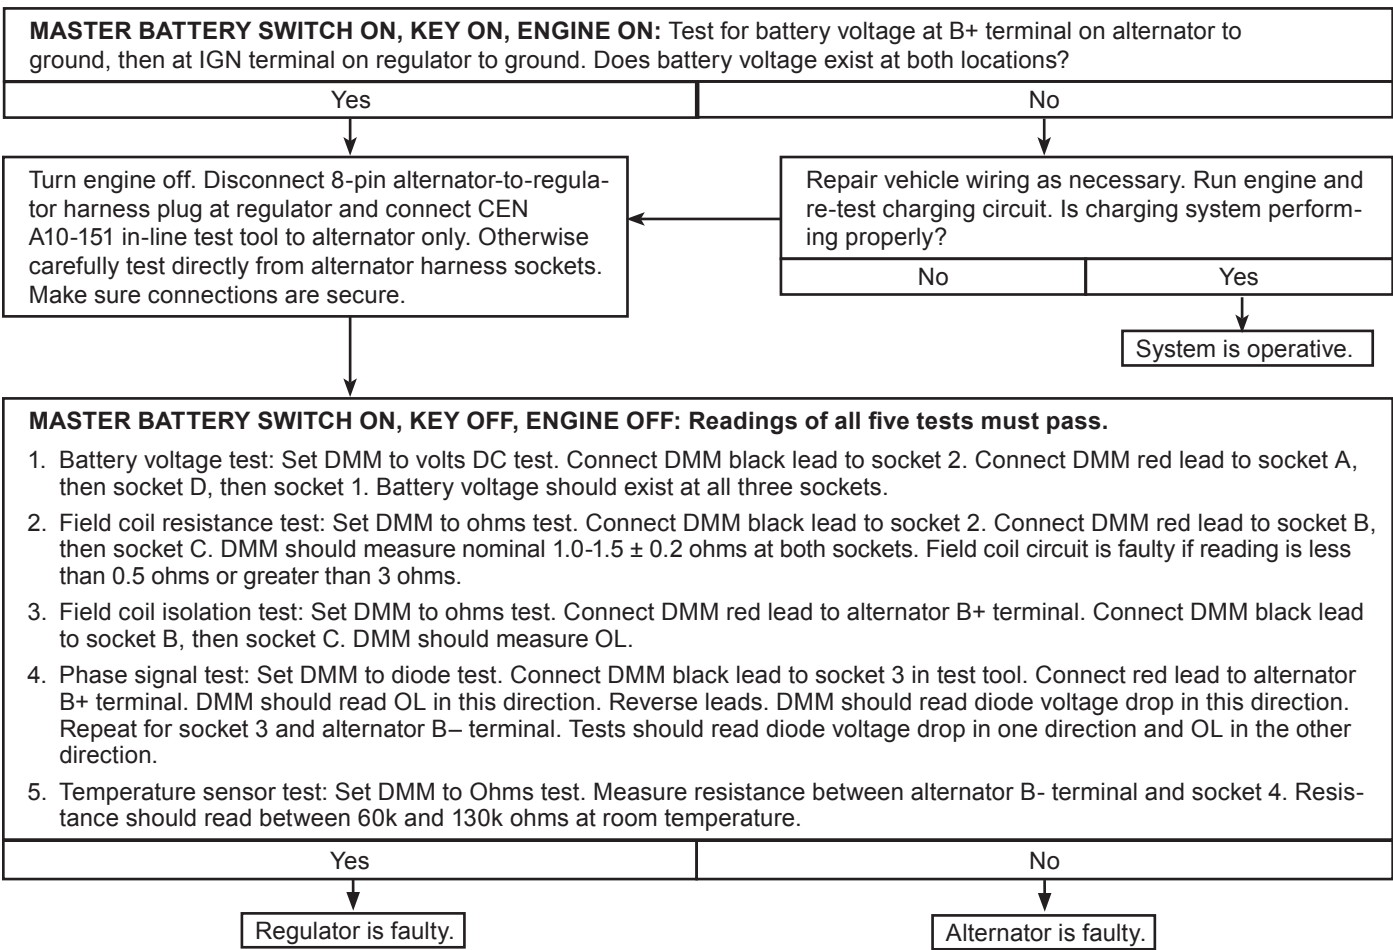 MASTER BATTERY SWITCH ON, KEY ON, ENGINE ON: Test for battery voltage at B+ terminal on alternator to
ground, then at IGN terminal on regulator to ground. Does battery voltage exist at both locations?
Yes
No
Turn engine off. Disconnect 8-pin alternator-to-regula-
tor harness plug at regulator and connect CEN
A10-151 in-line test tool to alternator only. Otherwise
carefully test directly from alternator harness sockets.
Make sure connections are secure.
Repair vehicle wiring as necessary. Run engine and
re-test charging circuit. Is charging system perform-
ing properly?
No
Yes
System is operative.
MASTER BATTERY SWITCH ON, KEY OFF, ENGINE OFF: Readings of all five tests must pass.
1. Battery voltage test: Set DMM to volts DC test. Connect DMM black lead to socket 2. Connect DMM red lead to socket A,
then socket D, then socket 1. Battery voltage should exist at all three sockets.
2. Field coil resistance test: Set DMM to ohms test. Connect DMM black lead to socket 2. Connect DMM red lead to socket B,
then socket C. DMM should measure nominal 1.0-1.5 ± 0.2 ohms at both sockets. Field coil circuit is faulty if reading is less
than 0.5 ohms or greater than 3 ohms.
3. Field coil isolation test: Set DMM to ohms test. Connect DMM red lead to alternator B+ terminal. Connect DMM black lead
to socket B, then socket C. DMM should measure OL.
4. Phase signal test: Set DMM to diode test. Connect DMM black lead to socket 3 in test tool. Connect red lead to alternator
B+ terminal. DMM should read OL in this direction. Reverse leads. DMM should read diode voltage drop in this direction.
Repeat for socket 3 and alternator B– terminal. Tests should read diode voltage drop in one direction and OL in the other
direction.
5. Temperature sensor test: Set DMM to Ohms test. Measure resistance between alternator B- terminal and socket 4. Resis-
tance should read between 60k and 130k ohms at room temperature.
Yes
No
Regulator is faulty.
Alternator is faulty.